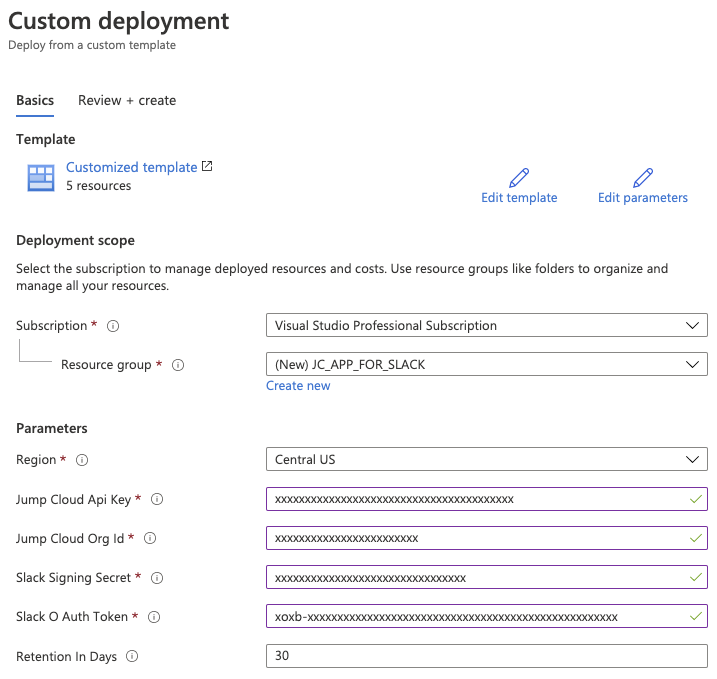 Custom deployment
Deploy from a custom template
Basics Review + create
Template
Customized template
5 resources
Edit template Edit parameters
Deployment scope
Select the subscription to manage deployed resources and costs. Use resource groups like folders to organize and
manage all your resources.
Subscription * Visual Studio Professional Subscription
Resource group * (New) JC_APP_FOR_SLACK
Create new
Parameters
Region * Central US
Jump Cloud Api Key * xxxxxxxxxxxxxxxxxxxxxxxxxxxxxxxxxxxxxxxx
Jump Cloud Org Id * xxxxxxxxxxxxxxxxxxxxxxxx
Slack Signing Secret * xxxxxxxxxxxxxxxxxxxxxxxxxxxxxxxx
Slack O Auth Token * xoxb-xxxxxxxxxxxxxxxxxxxxxxxxxxxxxxxxxxxxxxxxxxxxxxxxxxxx
Retention In Days 30